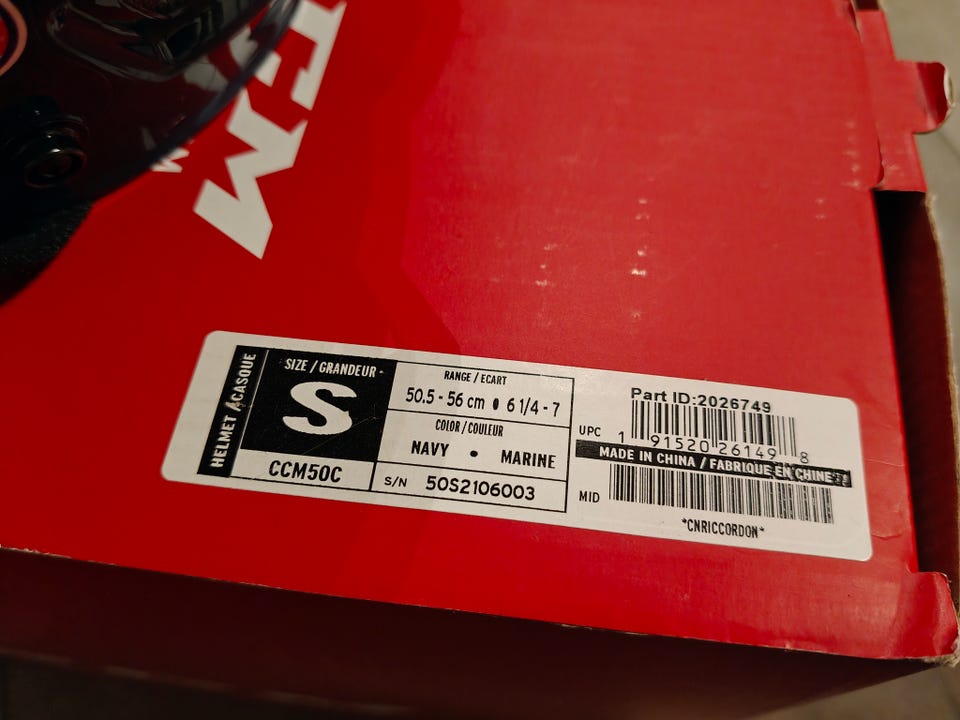 CCM
HELMET / CASQUE
SIZE / GRANDEUR
S
CCM50C
RANGE / ECART
50.5 - 56 cm • 6 1/4 - 7
COLOR / COULEUR
NAVY • MARINE
S/N 50S2106003
Part ID:2026749
UPC 1 91520 26149 8
MADE IN CHINA / FABRIQUE EN CHINE
MID
*CNRICCORDON*